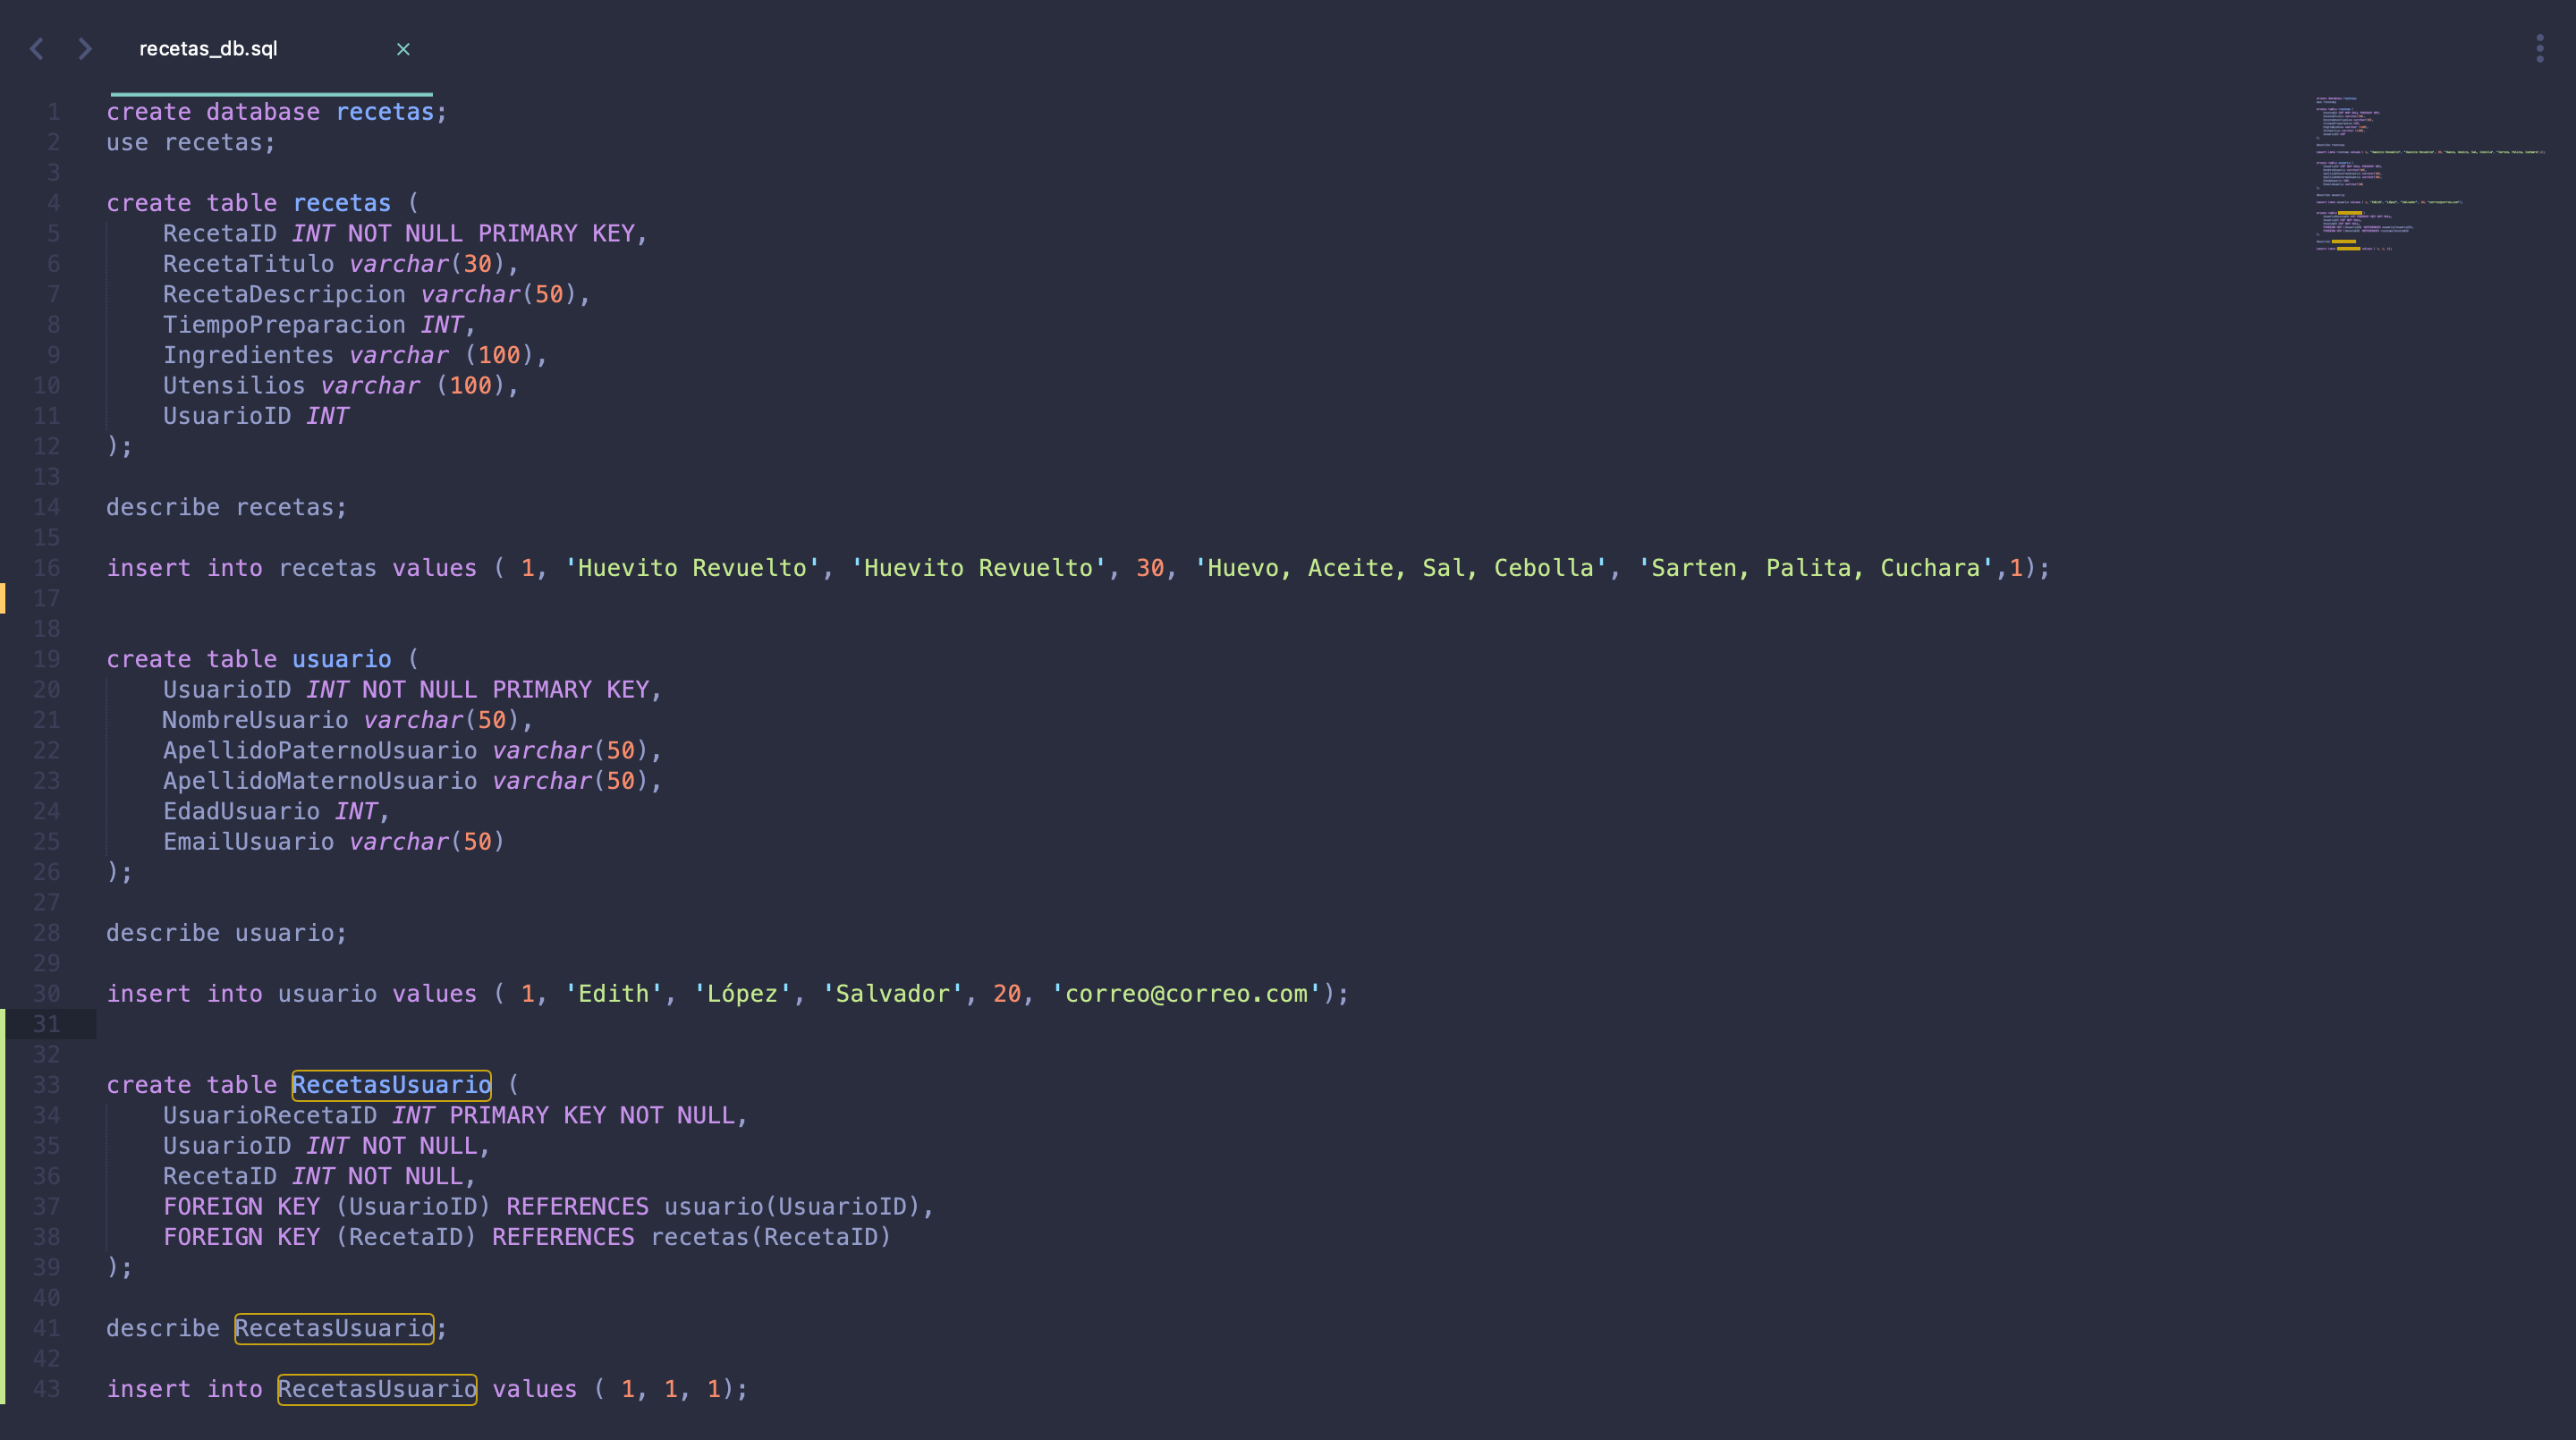 recetas_db.sql
1 create database recetas;
2 use recetas;
3
4 create table recetas (
5     RecetaID INT NOT NULL PRIMARY KEY,
6     RecetaTitulo varchar(30),
7     RecetaDescripcion varchar(50),
8     TiempoPreparacion INT,
9     Ingredientes varchar (100),
10     Utensilios varchar (100),
11     UsuarioID INT
12 );
13
14 describe recetas;
15
16 insert into recetas values ( 1, 'Huevito Revuelto', 'Huevito Revuelto', 30, 'Huevo, Aceite, Sal, Cebolla', 'Sarten, Palita, Cuchara',1);
17
18
19 create table usuario (
20     UsuarioID INT NOT NULL PRIMARY KEY,
21     NombreUsuario varchar(50),
22     ApellidoPaternoUsuario varchar(50),
23     ApellidoMaternoUsuario varchar(50),
24     EdadUsuario INT,
25     EmailUsuario varchar(50)
26 );
27
28 describe usuario;
29
30 insert into usuario values ( 1, 'Edith', 'López', 'Salvador', 20, 'correo@correo.com');
31
32
33 create table RecetasUsuario (
34     UsuarioRecetaID INT PRIMARY KEY NOT NULL,
35     UsuarioID INT NOT NULL,
36     RecetaID INT NOT NULL,
37     FOREIGN KEY (UsuarioID) REFERENCES usuario(UsuarioID),
38     FOREIGN KEY (RecetaID) REFERENCES recetas(RecetaID)
39 );
40
41 describe RecetasUsuario;
42
43 insert into RecetasUsuario values ( 1, 1, 1);